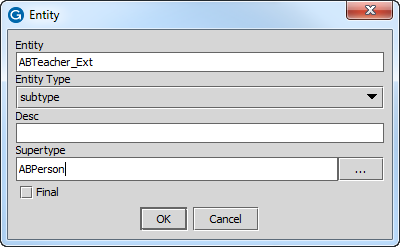 Entity
Entity
ABTeacher_Ext
Entity Type
subtype
Desc
Supertype
ABPerson
...
Final
OK
Cancel